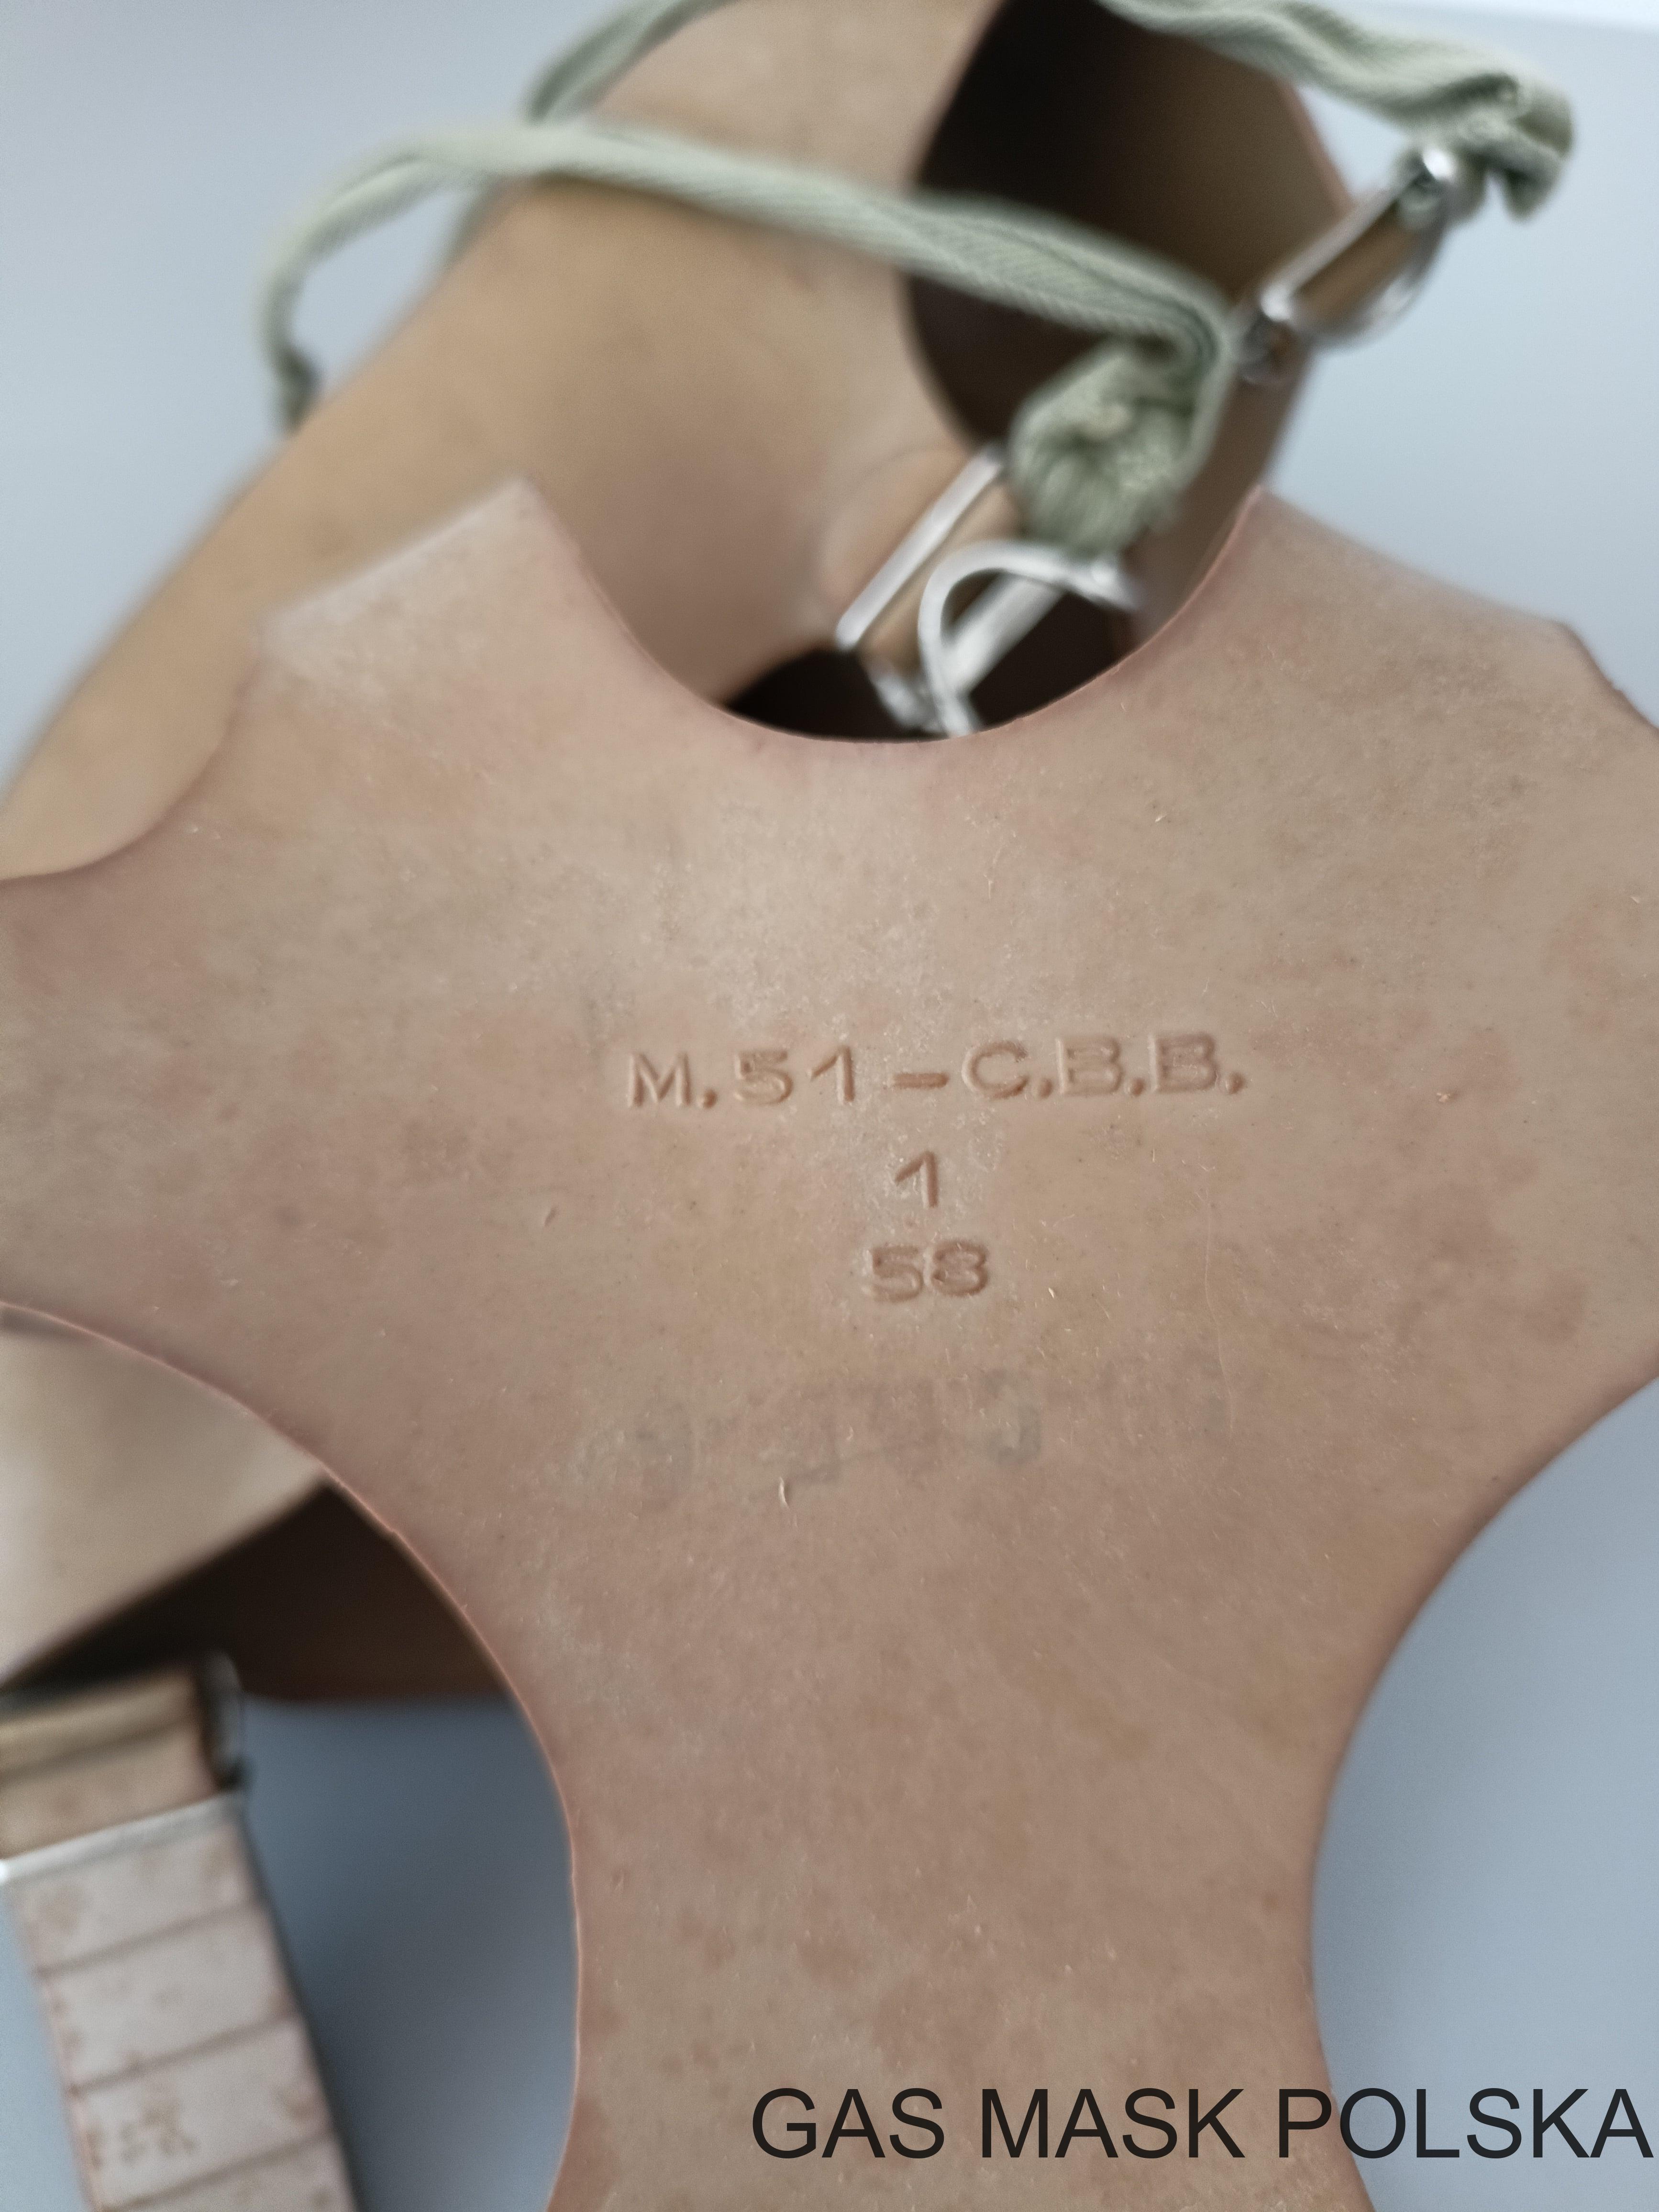 M.51-C.B.B.
1
58
GAS MASK POLSKA